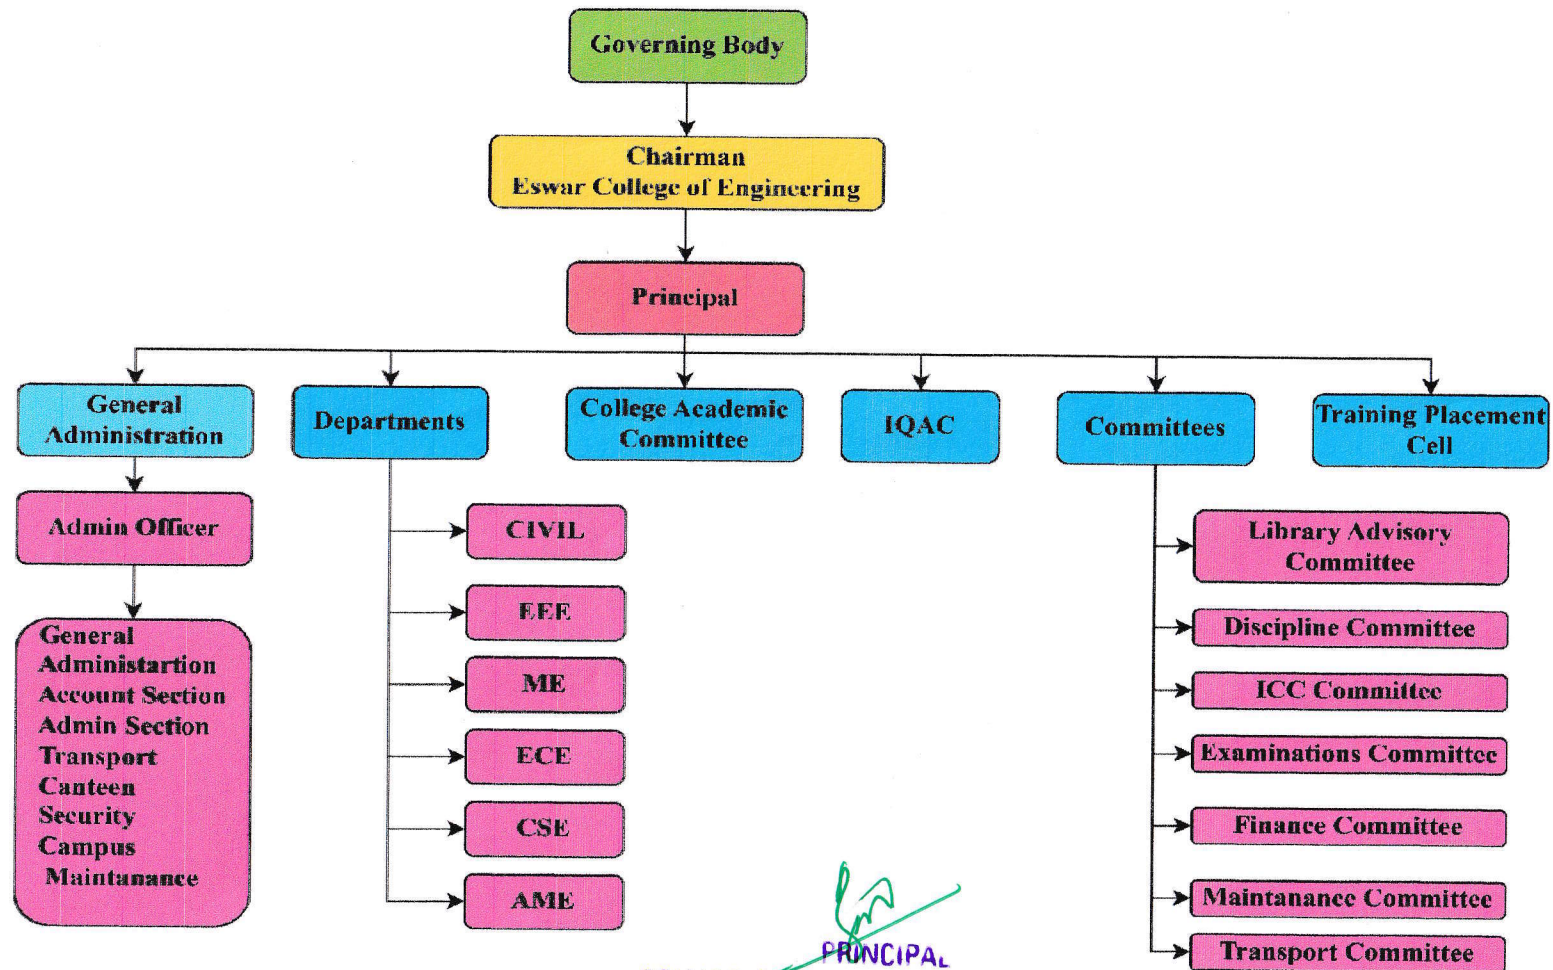 Governing Body
Chairman
Eswar College of Engineering
Principal
General
Administration
Departments
College Academic
Committee
IQAC
Committees
Training Placement
Cell
Admin Officer
General
Administartion
Account Section
Admin Section
Transport
Canteen
Security
Campus
Maintanance
CIVIL
EEE
ME
ECE
CSE
AME
Library Advisory
Committee
Discipline Committee
ICC Committee
Examinations Committee
Finance Committee
Maintanance Committee
Transport Committee
PRINCIPAL